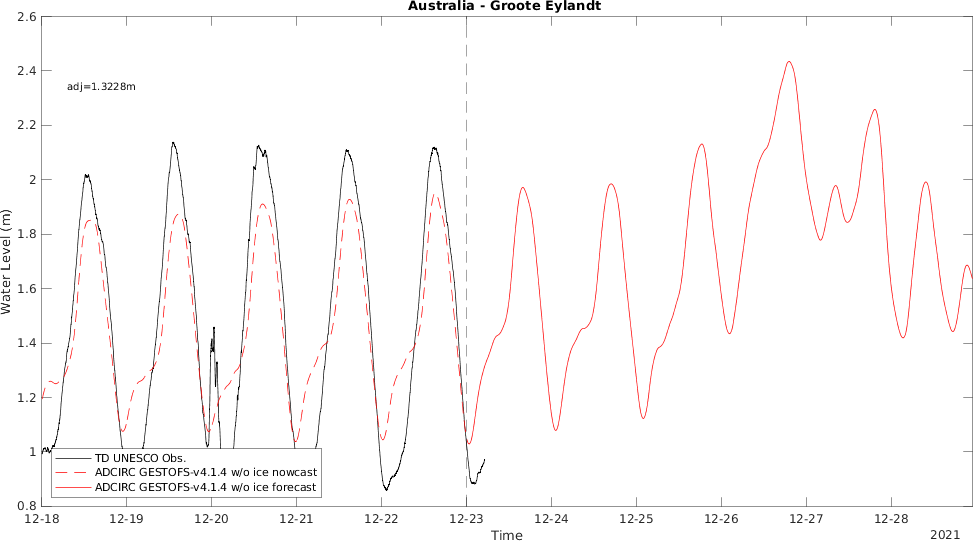 Australia - Groote Eylandt
2.6
2.4
adj=1.3228m
2.2
2
1.8
Water Level (m)
1.6
1.4
1.2
1
TD UNESCO Obs.
ADCIRC GESTOFS-v4.1.4 w/o ice nowcast
ADCIRC GESTOFS-v4.1.4 w/o ice forecast
0.8
12-18 12-19 12-20 12-21 12-22 12-23 12-24 12-25 12-26 12-27 12-28
Time
2021